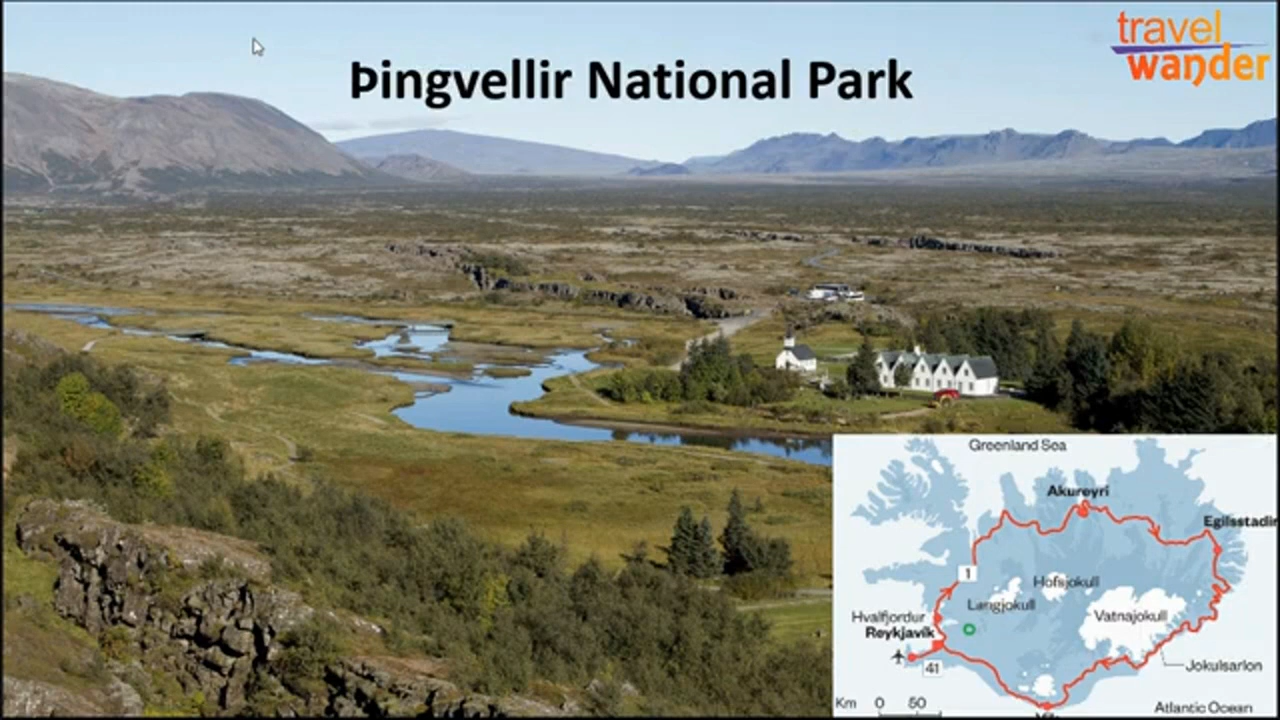 travel
wander
Þingvellir National Park
Greenland Sea
Akureyri
Egilsstadir
1
Hofsjokull
Langjokull
Hvalfjordur
Vatnajokull
Reykjavik
41
Jokulsarlon
Km 0 50
Atlantic Ocean